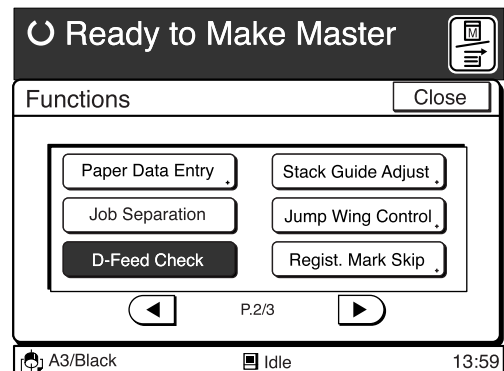 Ready to Make Master
M
Functions
Close
Paper Data Entry
Stack Guide Adjust
Job Separation
Jump Wing Control
D-Feed Check
Regist. Mark Skip
P.2/3
A3/Black
Idle
13:59